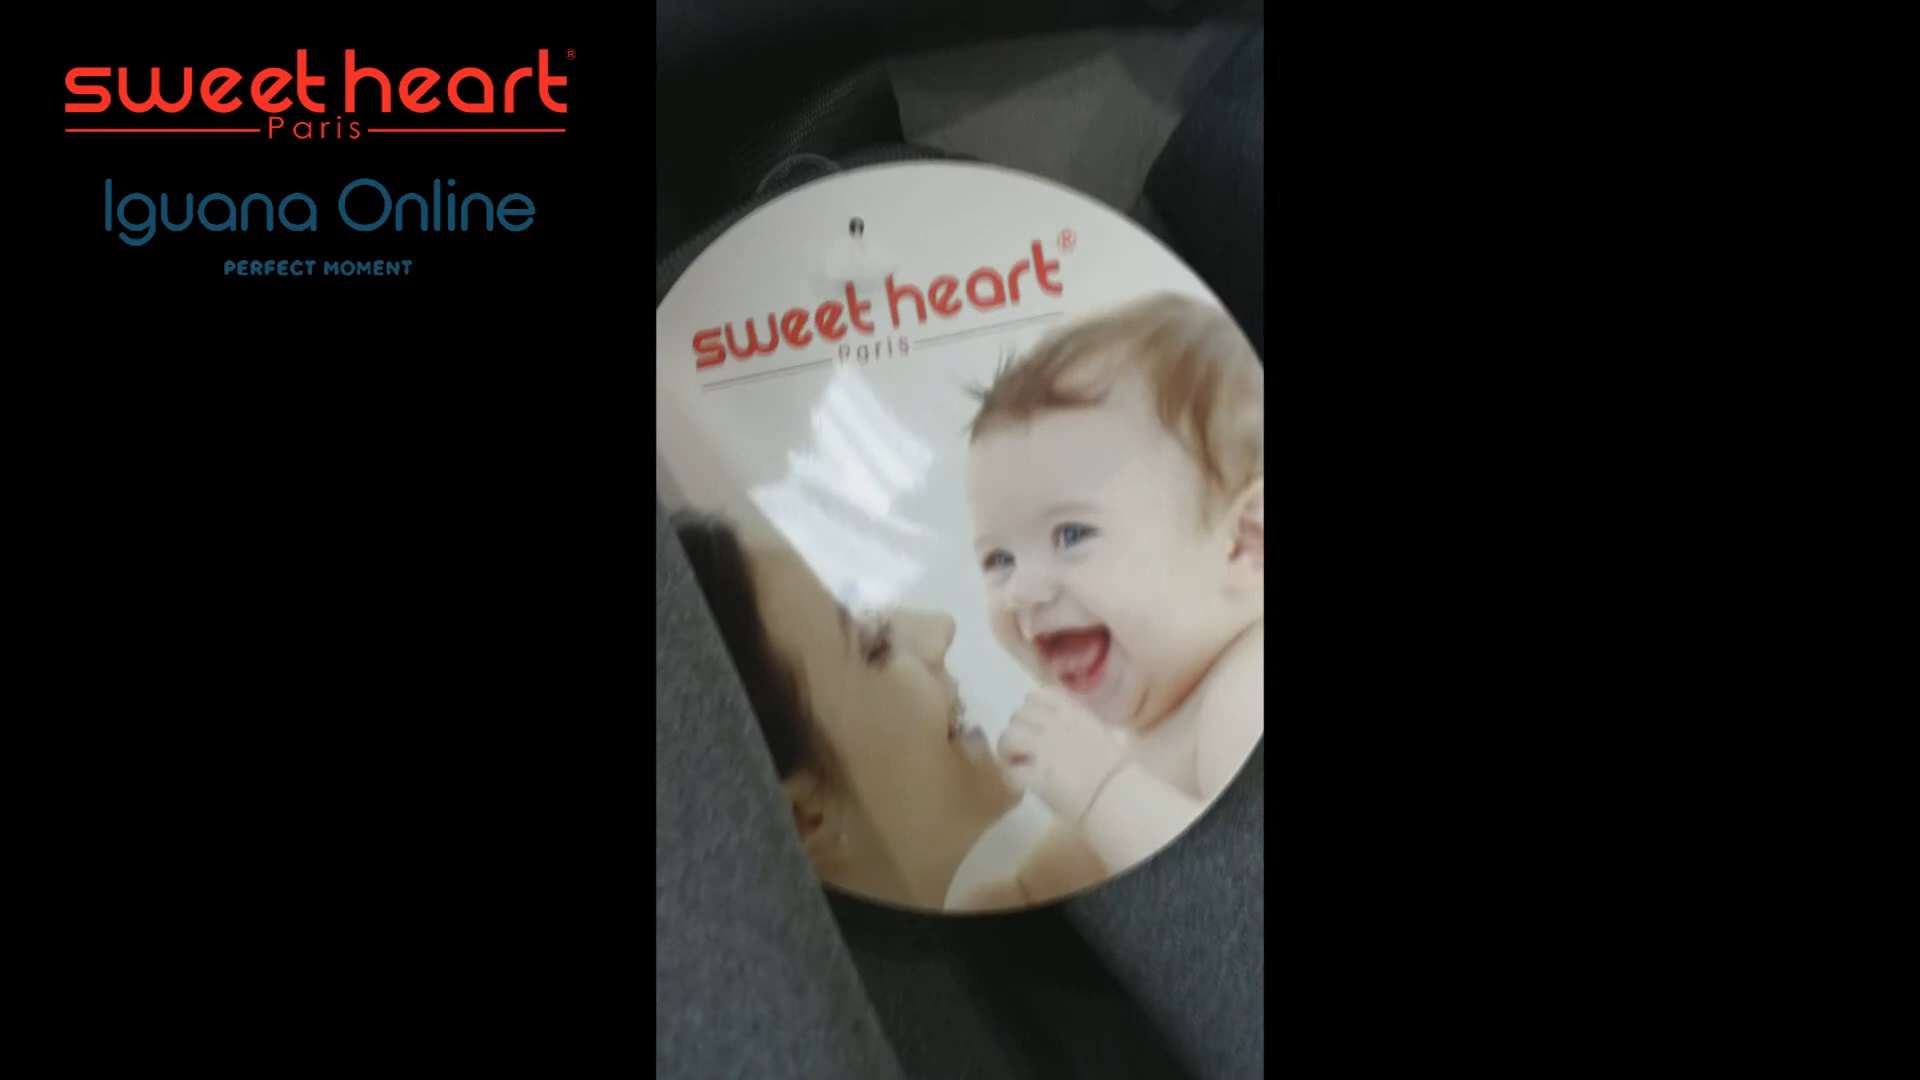 sweet heart®
Paris
Iguana Online
PERFECT MOMENT
sweet heart®
Paris